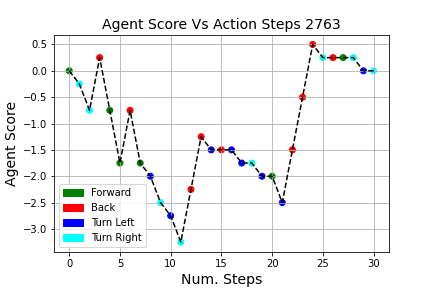 Agent Score Vs Action Steps 2763
Agent Score
0.5
0.0
−0.5
−1.0
−1.5
−2.0
−2.5
−3.0
Forward
Back
Turn Left
Turn Right
0 5 10 15 20 25 30
Num. Steps